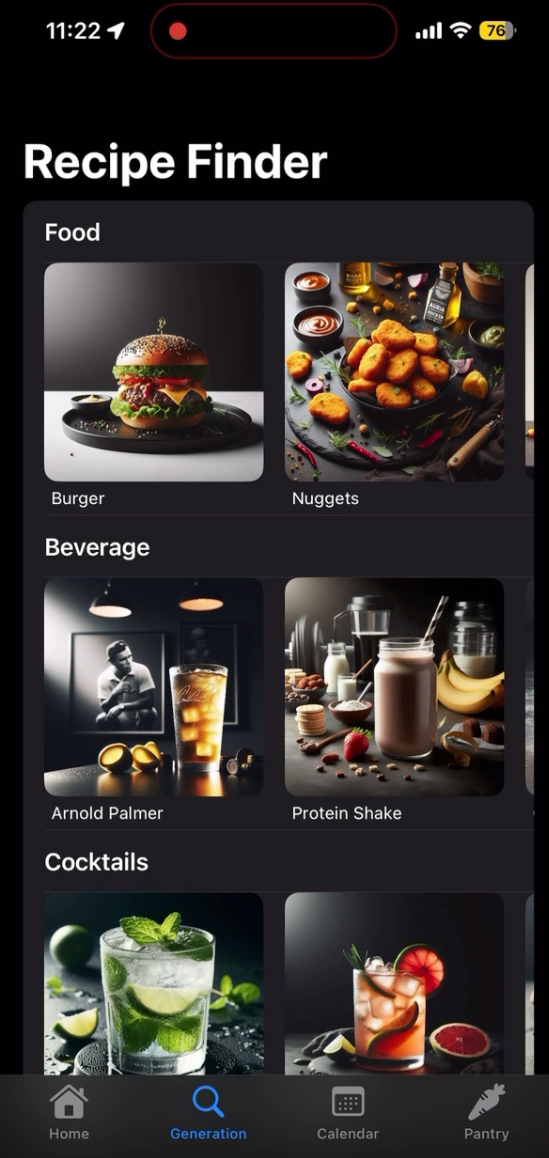 11:22
76
Recipe Finder
Food
Burger
Nuggets
Beverage
Arnold Palmer
Protein Shake
Cocktails
Home
Generation
Calendar
Pantry